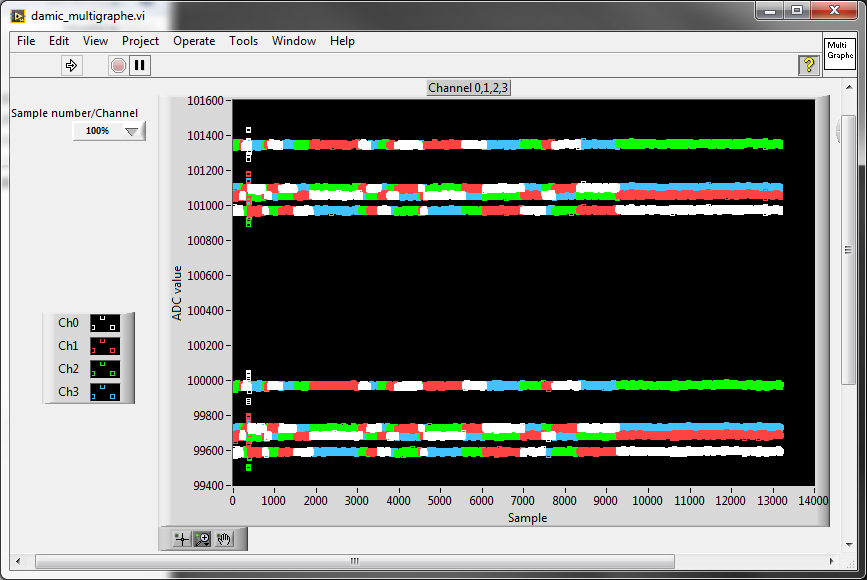 damic_multigraphe.vi
File Edit View Project Operate Tools Window Help
Multi
Graphe
?
Channel 0,1,2,3
Sample number/Channel
100%
101600
101400
101200
101000
100800
100600
100400
100200
100000
99800
99600
99400
ADC value
Ch0
Ch1
Ch2
Ch3
0 1000 2000 3000 4000 5000 6000 7000 8000 9000 10000 11000 12000 13000 14000
Sample